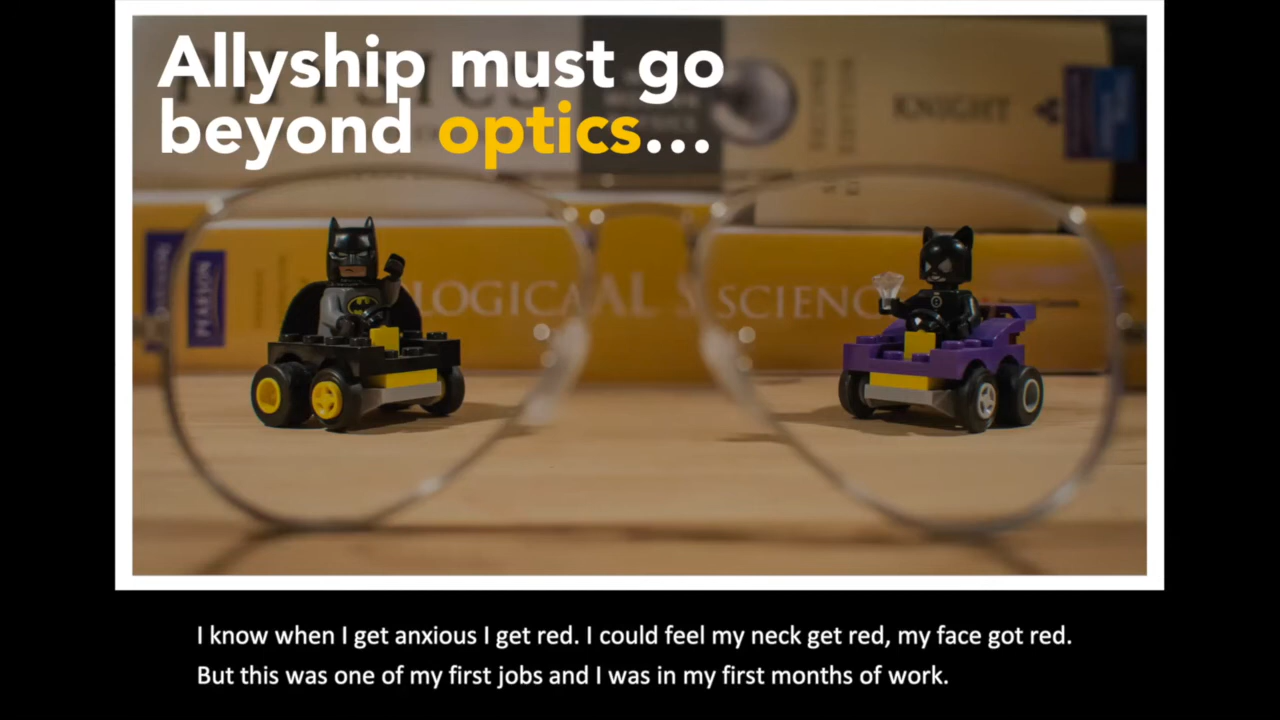 Allyship must go
beyond optics...
PHYSICS
KNIGHT
PEARSON
LOGICAL SCIENC
I know when I get anxious I get red. I could feel my neck get red, my face got red.
But this was one of my first jobs and I was in my first months of work.